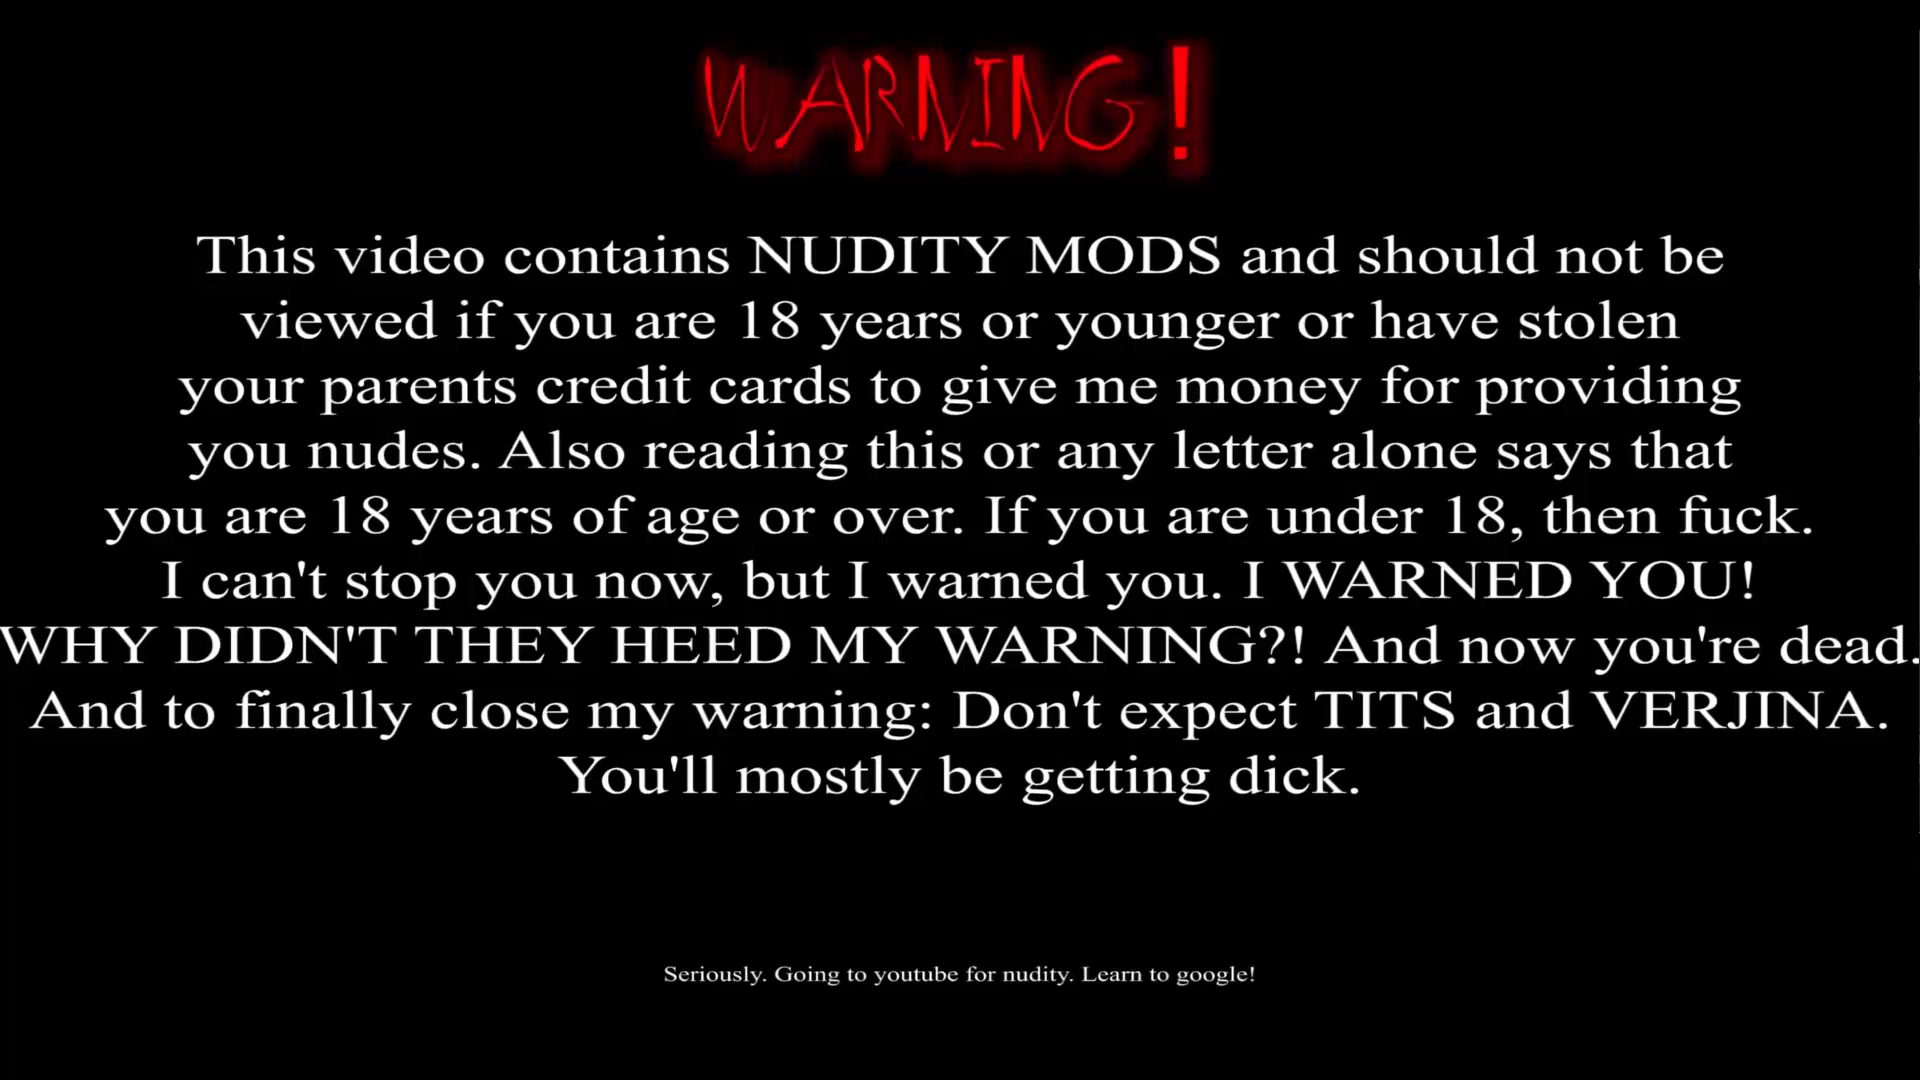 WARNING!
This video contains NUDITY MODS and should not be
viewed if you are 18 years or younger or have stolen
your parents credit cards to give me money for providing
you nudes. Also reading this or any letter alone says that
you are 18 years of age or over. If you are under 18, then fuck.
I can't stop you now, but I warned you. I WARNED YOU!
WHY DIDN'T THEY HEED MY WARNING?! And now you're dead.
And to finally close my warning: Don't expect TITS and VERJINA.
You'll mostly be getting dick.
Seriously. Going to youtube for nudity. Learn to google!